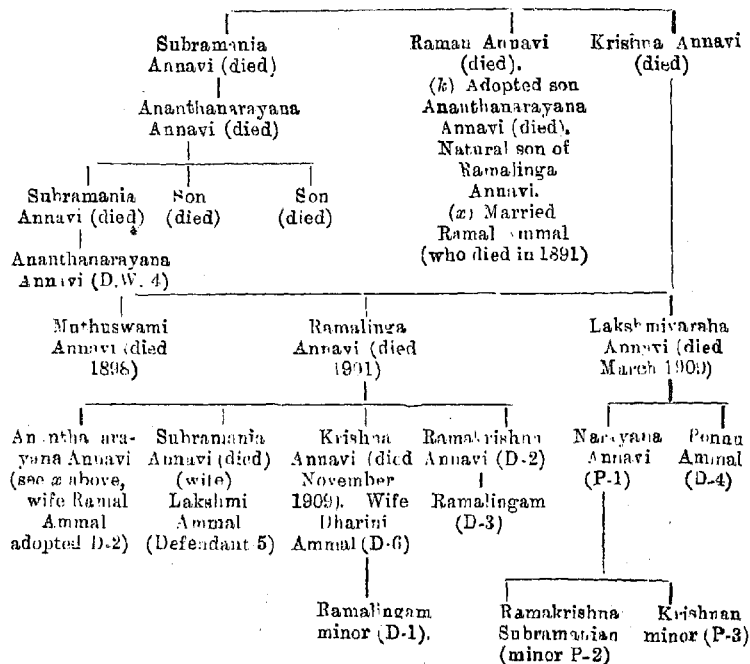 Subramania
Annavi (died)
Ananthanarayana
Annavi (died)
Raman Annavi
(died).
(k) Adopted son
Ananthanarayana
Annavi (died).
Natural son of
Ramalinga
Annavi.
(x) Married
Ramal Ammal
(who died in 1891)
Krishna Annavi
(died)
Subramania
Annavi (died)
Son
(died)
Son
(died)
Ananthanarayana
Annavi (D.W. 4)
Muthuswami
Annavi (died
1898)
Ramalinga
Annavi (died
1901)
Lakshmivaraha
Annavi (died
March 1909)
Anantha ara-
yana Annavi
(see x above,
wife Ramal
Ammal
adopted D-2)
Subramania
Annavi (died)
(wife)
Lakshmi
Ammal
(Defendant 5)
Krishna
Annavi (died
November
1909). Wife
Dharini
Ammal (D-6)
Ramakrishna
Annavi (D-2)
Ramalingam
(D-3)
Narayana
Annavi
(P-1)
Ponnu
Ammal
(D-4)
Ramalingam
minor (D-1).
Ramakrishna
Subramanian
(minor P-2)
Krishnan
minor (P-3)